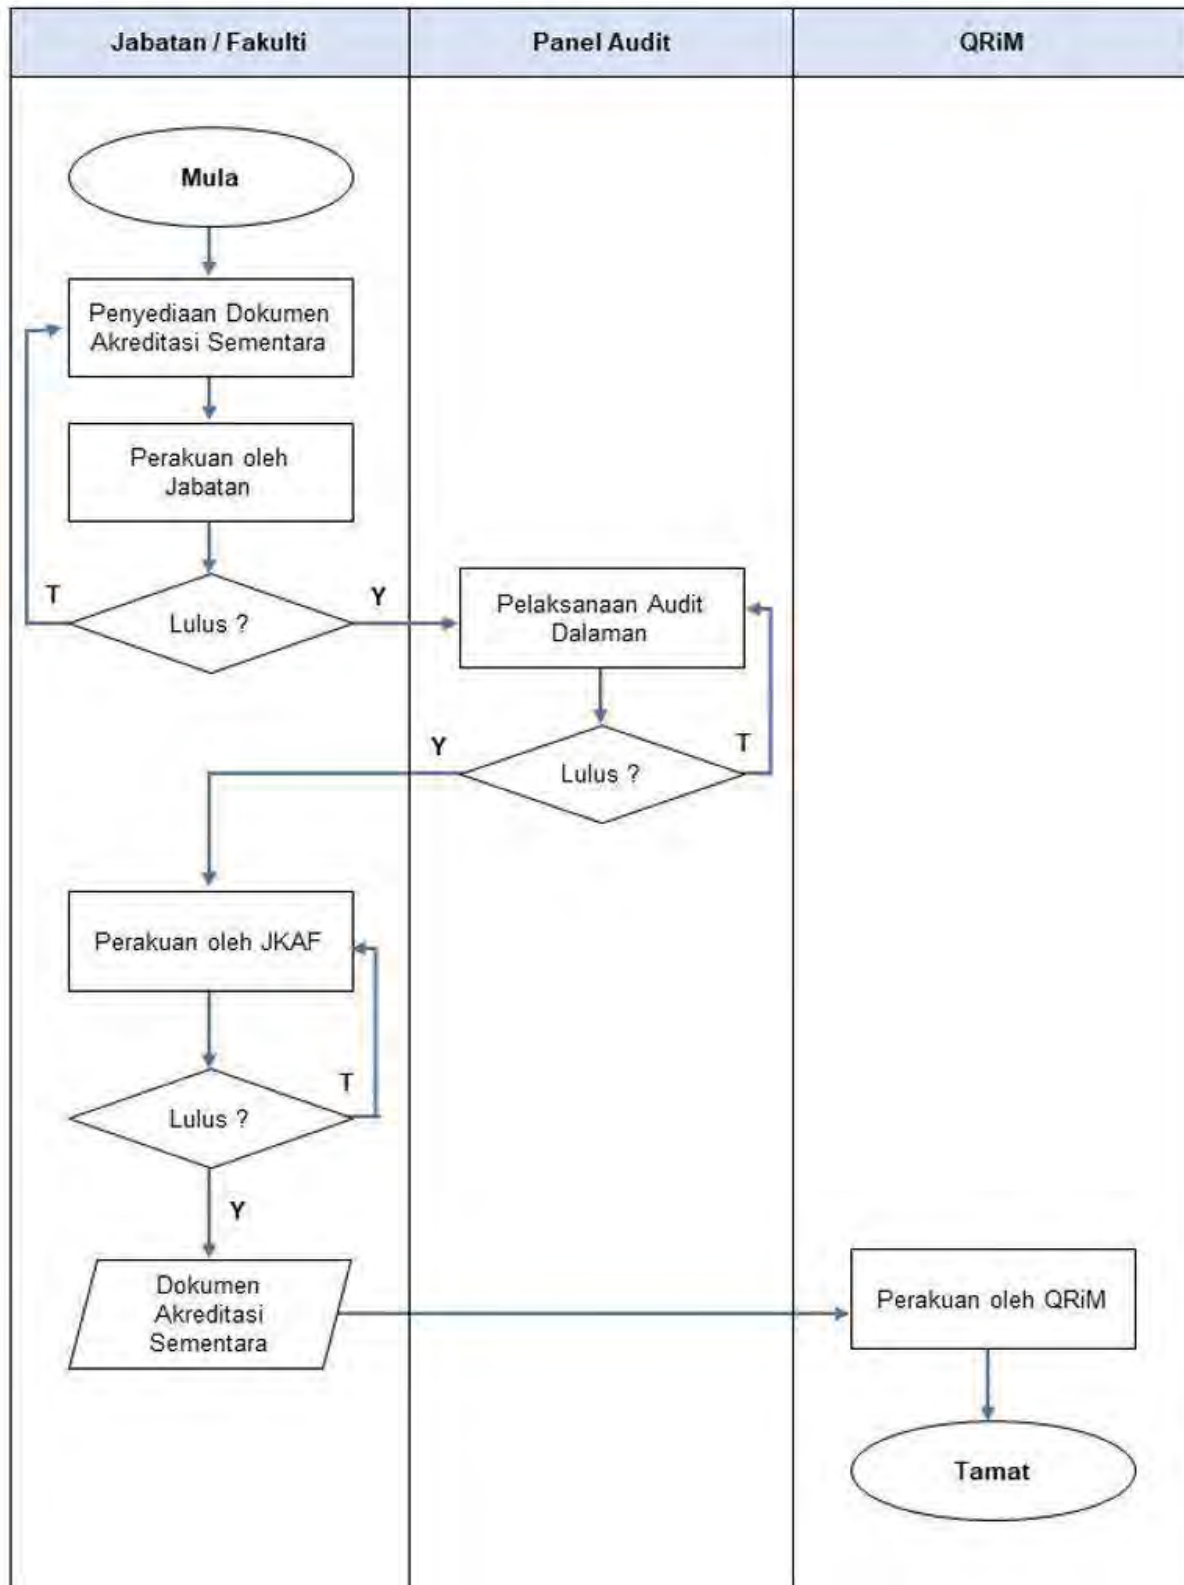 Jabatan / Fakulti
Panel Audit
QRiM
Mula
Penyediaan Dokumen
Akreditasi Sementara
Perakuan oleh
Jabatan
T
Lulus ?
Y
Pelaksanaan Audit
Dalaman
Y
Lulus ?
T
Perakuan oleh JKAF
T
Lulus ?
Y
Dokumen
Akreditasi
Sementara
Perakuan oleh QRiM
Tamat